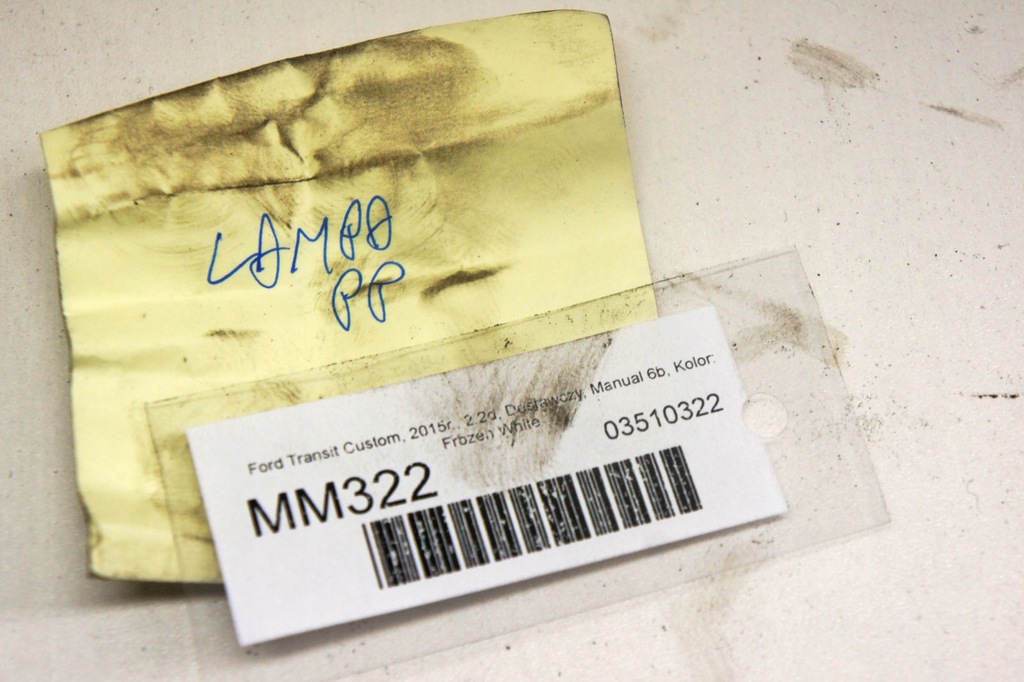 LAMPA
PP
Ford Transit Custom, 2015r., 2.2d, Dostawczy, Manual 6b, Kolor:
Frozen White
03510322
MM322